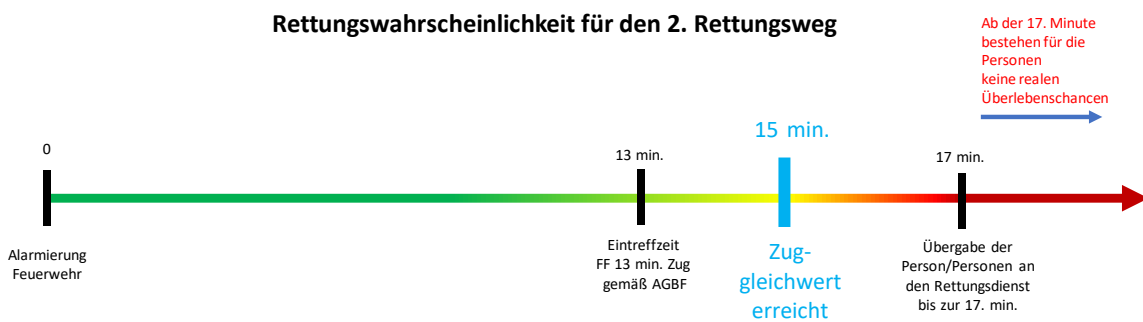 Rettungswahrscheinlichkeit für den 2. Rettungsweg
Ab der 17. Minute
bestehen für die
Personen
keine realen
Überlebenschancen
0
13 min.
15 min.
17 min.
Alarmierung
Feuerwehr
Eintreffzeit
FF 13 min. Zug
gemäß AGBF
Zug-
gleichwert
erreicht
Übergabe der
Person/Personen an
den Rettungsdienst
bis zur 17. min.